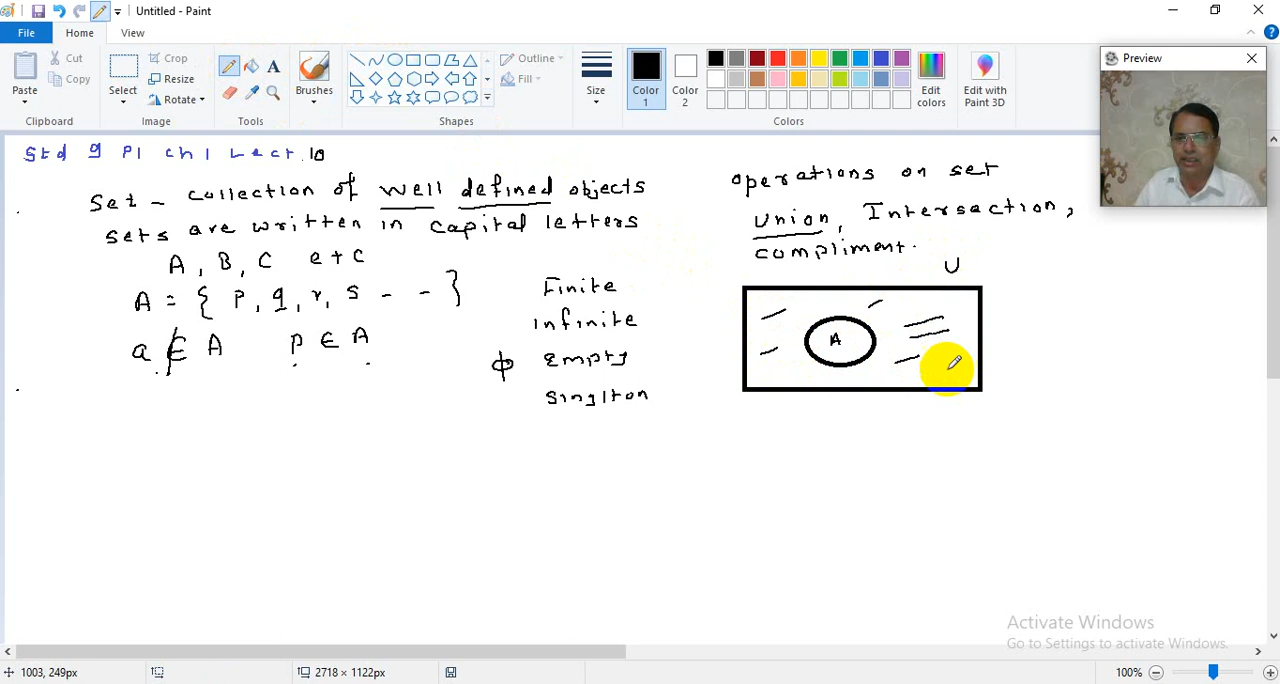 Untitled - Paint
File Home View
Paste
Cut
Copy
Clipboard
Select
Crop
Resize
Rotate
Image
Tools
Brushes
Shapes
Outline
Fill
Size
Color 1
Color 2
Colors
Edit colors
Edit with Paint 3D
Preview
Std 9 P1 ch 1 Lect. 10
Set - collection of well defined objects
sets are written in capital letters
A, B, C etc
A = { p, q, r, s - - }
a ∉ A p ∈ A
Finite
infinite
ϕ empty
singlton
operations on set
Union, Intersection,
compliment.
U
A
Activate Windows
Go to Settings to activate Windows.
1003, 249px
2718 × 1122px
100%